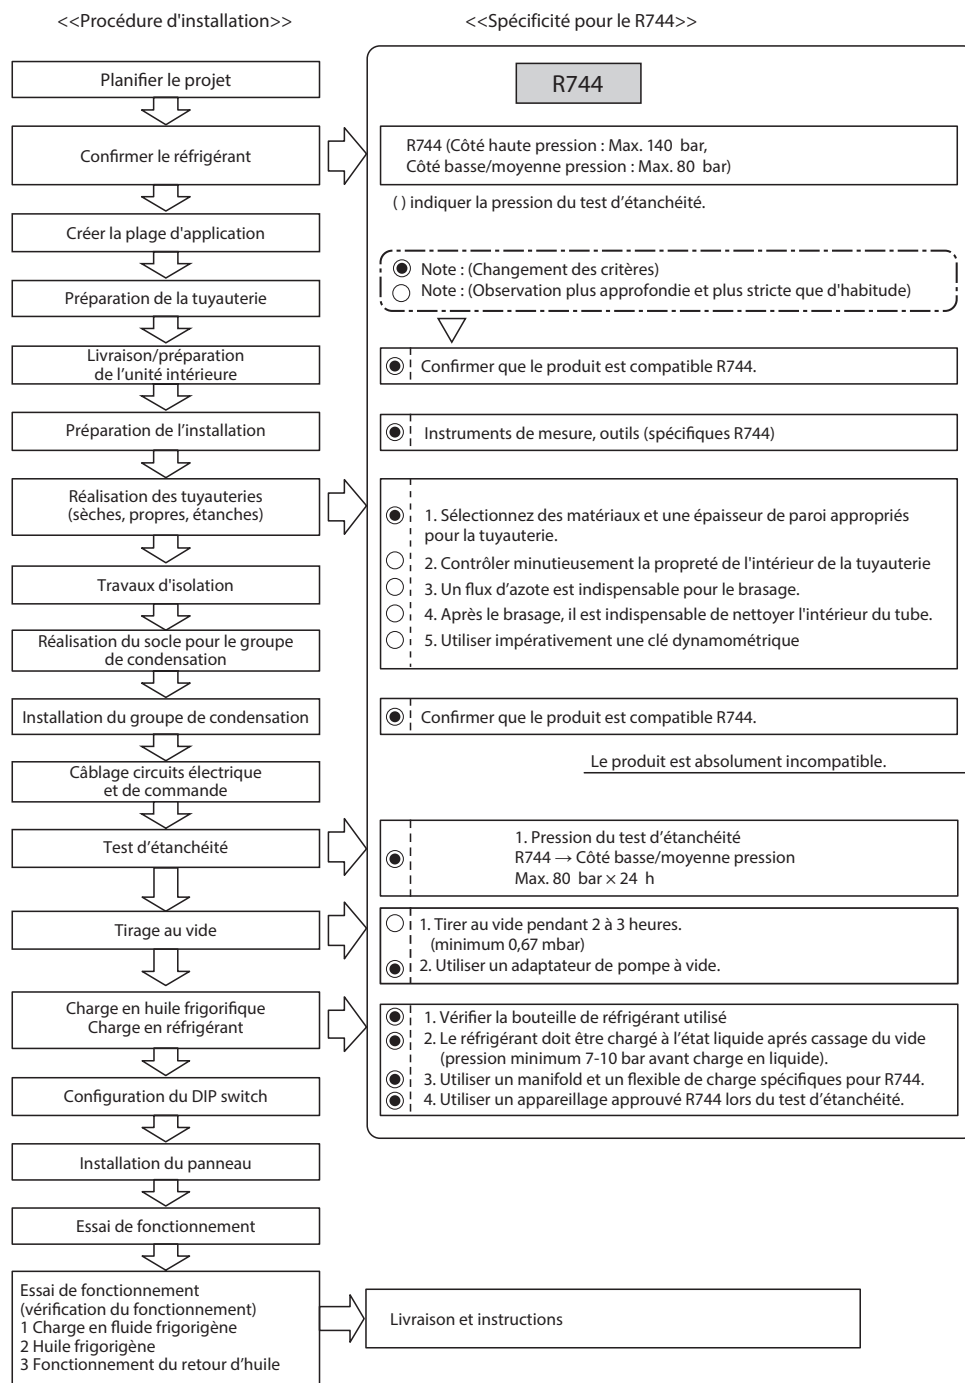 <<Procédure d'installation>>
<<Spécificité pour le R744>>
Planifier le projet
Confirmer le réfrigérant
Créer la plage d'application
Préparation de la tuyauterie
Livraison/préparation
de l'unité intérieure
Préparation de l'installation
Réalisation des tuyauteries
(sèches, propres, étanches)
Travaux d'isolation
Réalisation du socle pour le groupe
de condensation
Installation du groupe de condensation
Câblage circuits électrique
et de commande
Test d'étanchéité
Tirage au vide
Charge en huile frigorifique
Charge en réfrigérant
Configuration du DIP switch
Installation du panneau
Essai de fonctionnement
Essai de fonctionnement
(vérification du fonctionnement)
1 Charge en fluide frigorigène
2 Huile frigorigène
3 Fonctionnement du retour d'huile
R744
R744 (Côté haute pression : Max. 140 bar,
Côté basse/moyenne pression : Max. 80 bar)
( ) indiquer la pression du test d'étanchéité.
Note : (Changement des critères)
Note : (Observation plus approfondie et plus stricte que d'habitude)
Confirmer que le produit est compatible R744.
Instruments de mesure, outils (spécifiques R744)
1. Sélectionnez des matériaux et une épaisseur de paroi appropriés
pour la tuyauterie.
2. Contrôler minutieusement la propreté de l'intérieur de la tuyauterie
3. Un flux d'azote est indispensable pour le brasage.
4. Après le brasage, il est indispensable de nettoyer l'intérieur du tube.
5. Utiliser impérativement une clé dynamométrique
Confirmer que le produit est compatible R744.
Le produit est absolument incompatible.
1. Pression du test d'étanchéité
R744 → Côté basse/moyenne pression
Max. 80 bar × 24 h
1. Tirer au vide pendant 2 à 3 heures.
(minimum 0,67 mbar)
2. Utiliser un adaptateur de pompe à vide.
1. Vérifier la bouteille de réfrigérant utilisé
2. Le réfrigérant doit être chargé à l'état liquide aprés cassage du vide
(pression minimum 7-10 bar avant charge en liquide).
3. Utiliser un manifold et un flexible de charge spécifiques pour R744.
4. Utiliser un appareillage approuvé R744 lors du test d'étanchéité.
Livraison et instructions